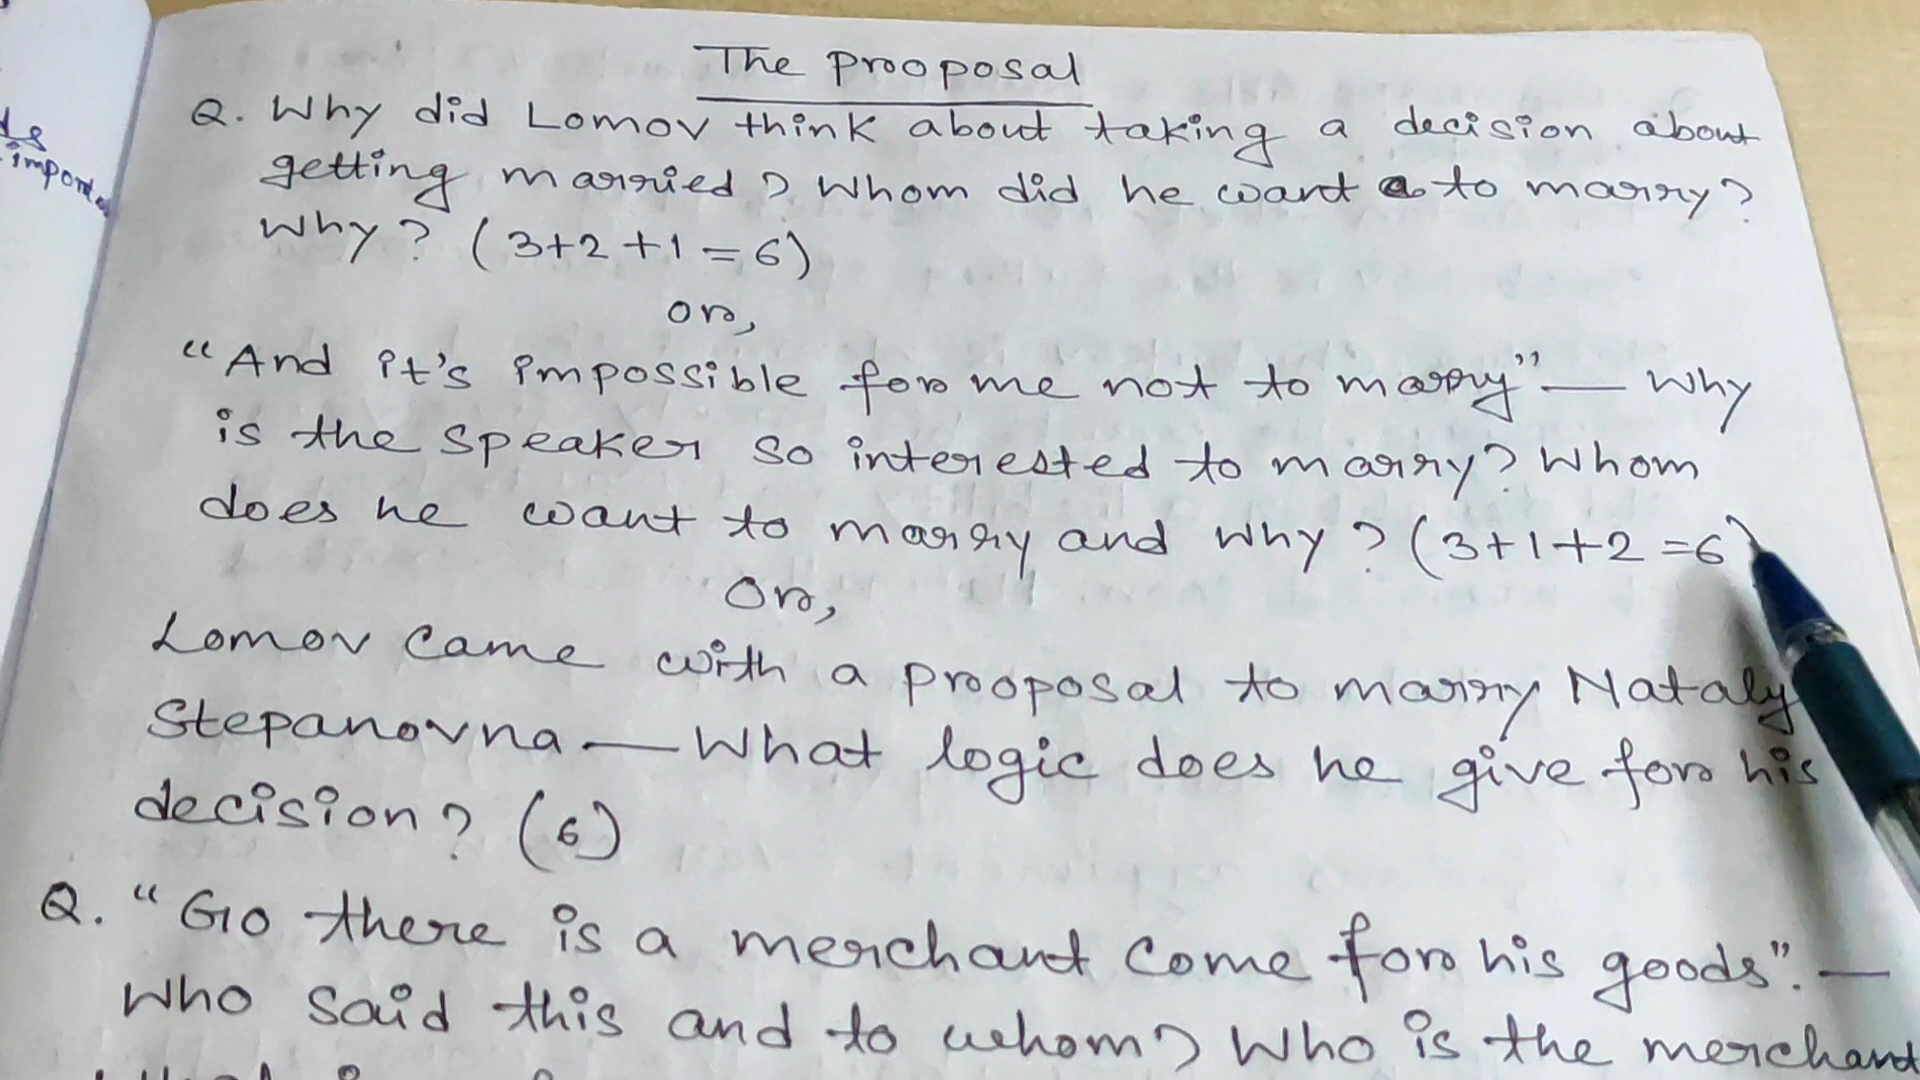 The Proposal
Q. Why did Lomov think about taking a decision about
getting married? Whom did he want to marry?
Why? (3+2+1=6)
or,
"And it's impossible for me not to marry" — Why
is the speaker so interested to marry? Whom
does he want to marry and why? (3+1+2=6)
Or,
Lomov came with a proposal to marry Nataly
Stepanovna — What logic does he give for his
decision? (6)
Q. "Go there is a merchant come for his goods". —
Who said this and to whom? Who is the merchant